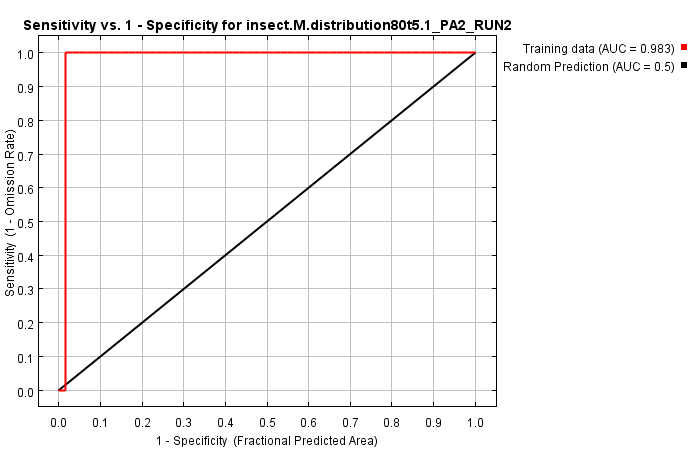 Sensitivity vs. 1 - Specificity for insect.M.distribution80t5.1_PA2_RUN2
Training data (AUC = 0.983)
Random Prediction (AUC = 0.5)
Sensitivity (1 - Omission Rate)
1.0
0.9
0.8
0.7
0.6
0.5
0.4
0.3
0.2
0.1
0.0
0.0 0.1 0.2 0.3 0.4 0.5 0.6 0.7 0.8 0.9 1.0
1 - Specificity (Fractional Predicted Area)